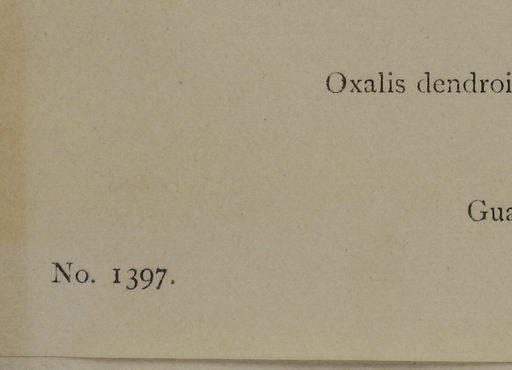 Oxalis dendroi
Gua
No. 1397.